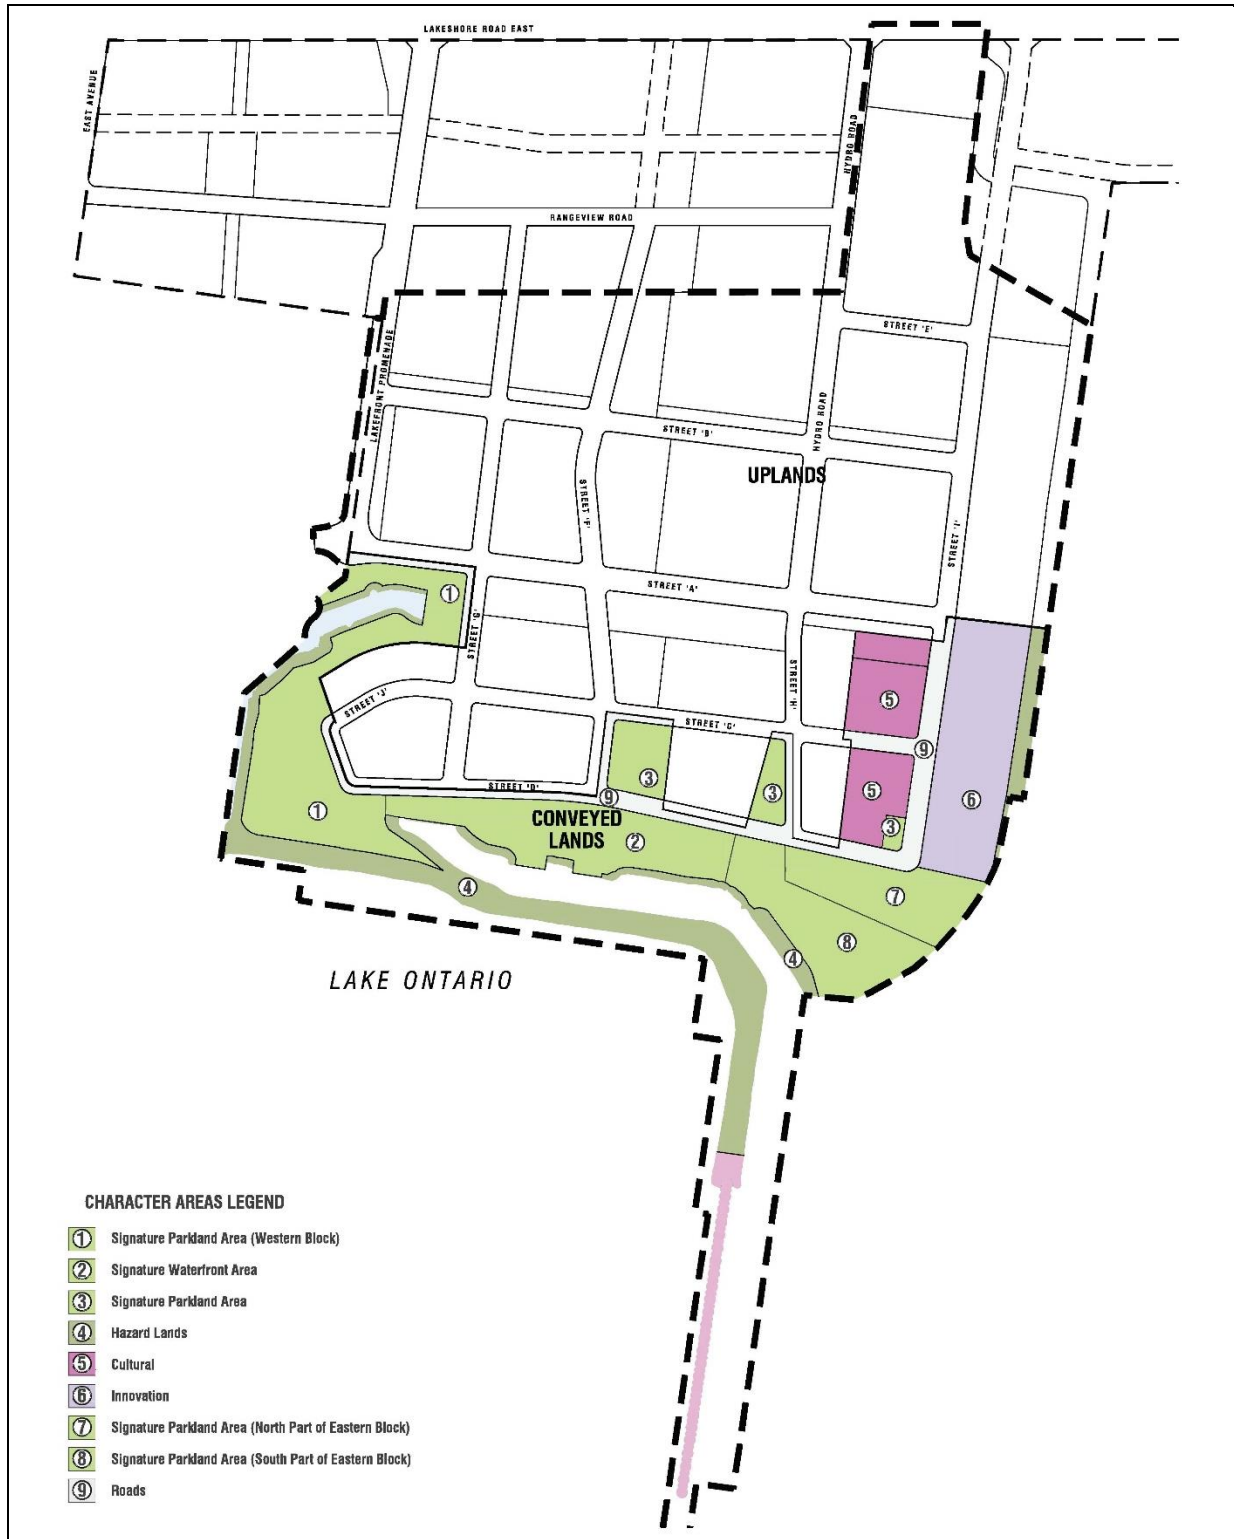 LAKESHORE ROAD EAST
EAST AVENUE
HYDRO ROAD
RANGEVIEW ROAD
STREET 'E'
LAKEFRONT PROMENADE
STREET 'B'
HYDRO ROAD
UPLANDS
STREET 'F'
STREET 'I'
STREET 'A'
1
STREET 'G'
STREET 'H'
5
STREET 'J'
STREET 'C'
9
3
3
5
6
STREET 'D'
9
1
CONVEYED
LANDS
3
2
4
7
8
4
LAKE ONTARIO
CHARACTER AREAS LEGEND
1 Signature Parkland Area (Western Block)
2 Signature Waterfront Area
3 Signature Parkland Area
4 Hazard Lands
5 Cultural
6 Innovation
7 Signature Parkland Area (North Part of Eastern Block)
8 Signature Parkland Area (South Part of Eastern Block)
9 Roads